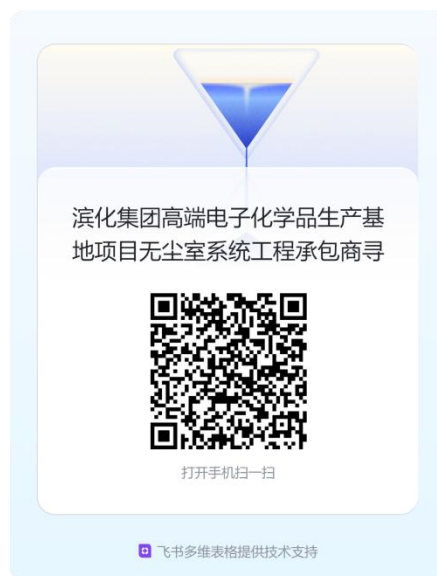 滨化集团高端电子化学品生产基
地项目无尘室系统工程承包商寻
打开手机扫一扫
飞书多维表格提供技术支持